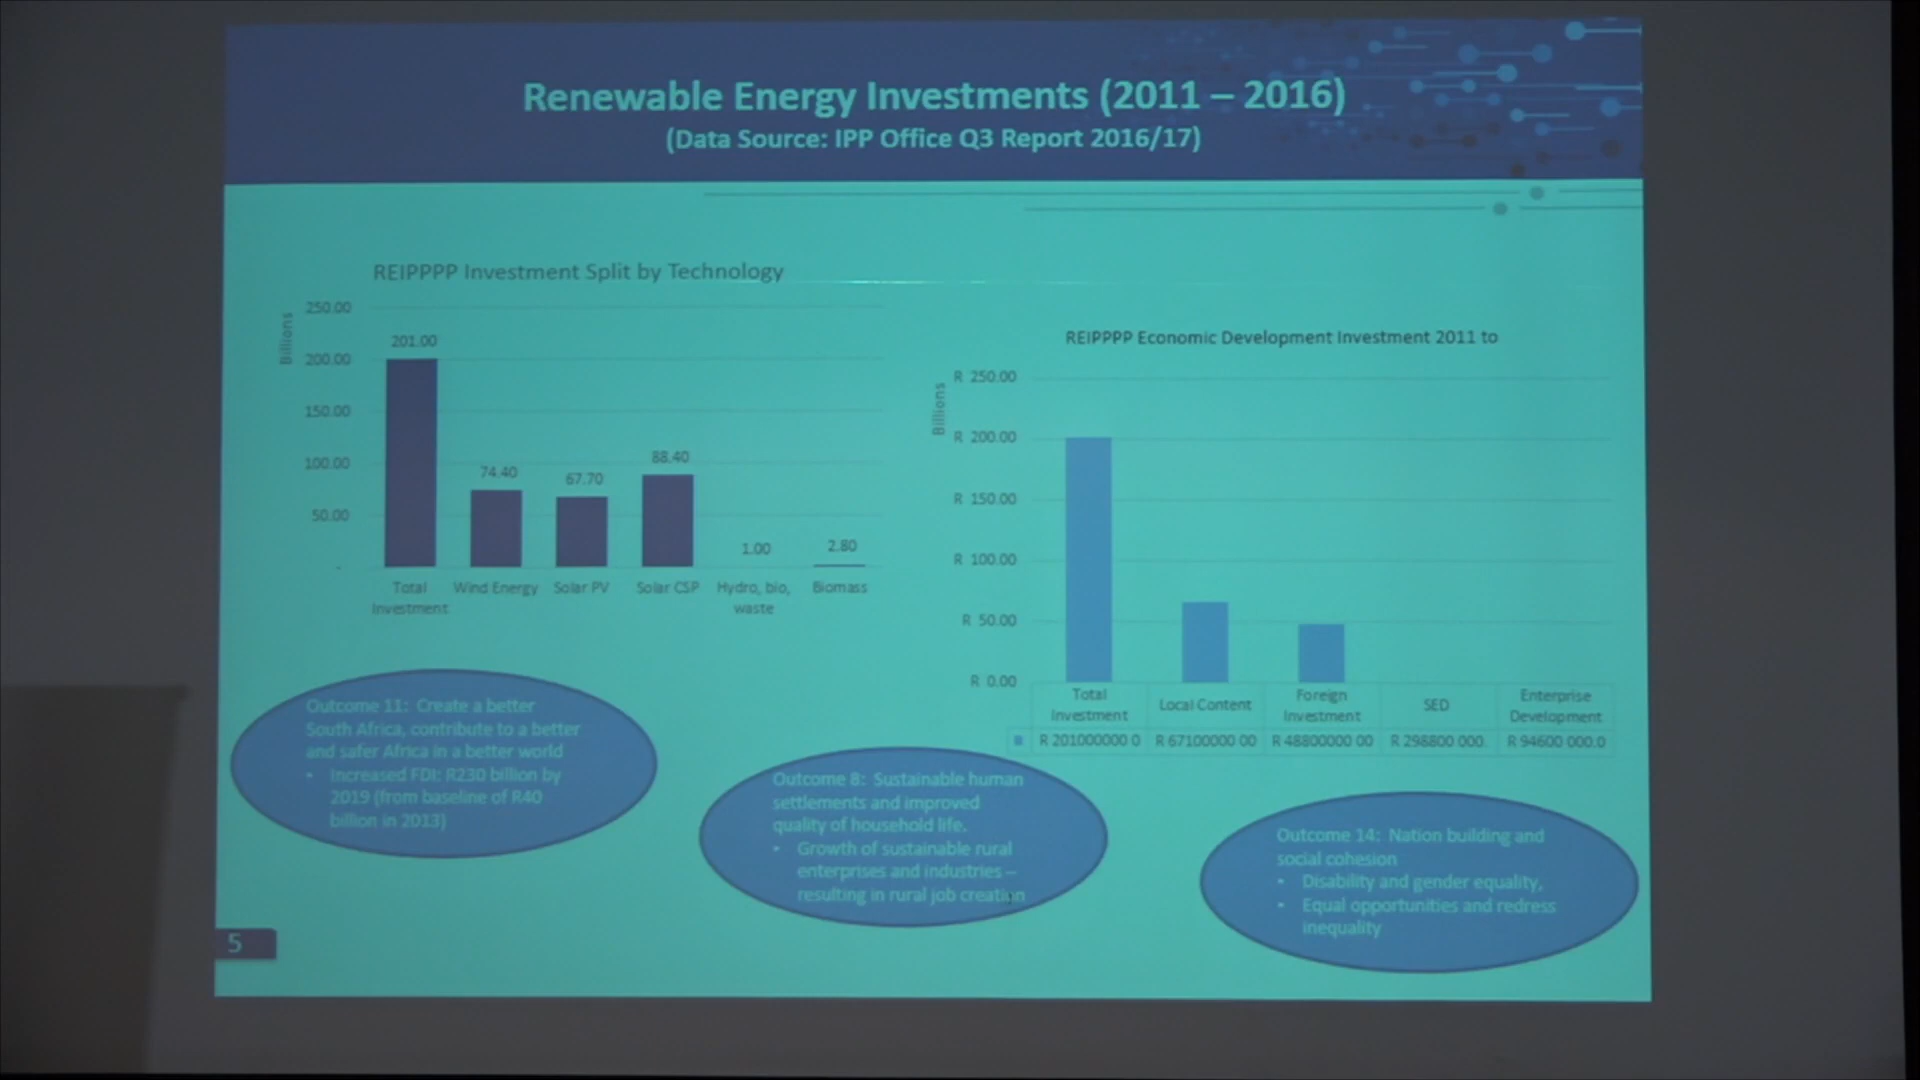 Renewable Energy Investments (2011 – 2016)
(Data Source: IPP Office Q3 Report 2016/17)
REIPPPP Investment Split by Technology
Billions
250.00
200.00
150.00
100.00
50.00
-
201.00
74.40
67.70
88.40
1.00
2.80
Total
Investment
Wind Energy
Solar PV
Solar CSP
Hydro, bio,
waste
Biomass
REIPPPP Economic Development Investment 2011 to
Billions
R 250.00
R 200.00
R 150.00
R 100.00
R 50.00
R 0.00
Total
Investment
Local Content
Foreign
Investment
SED
Enterprise
Development
R 201000000 0
R 67100000 00
R 48800000 00
R 298800 000.
R 94600 000.0
Outcome 11: Create a better
South Africa, contribute to a better
and safer Africa in a better world
• Increased FDI: R230 billion by
2019 (from baseline of R40
billion in 2013)
Outcome 8: Sustainable human
settlements and improved
quality of household life.
• Growth of sustainable rural
enterprises and industries –
resulting in rural job creation
Outcome 14: Nation building and
social cohesion
• Disability and gender equality,
• Equal opportunities and redress
inequality
5